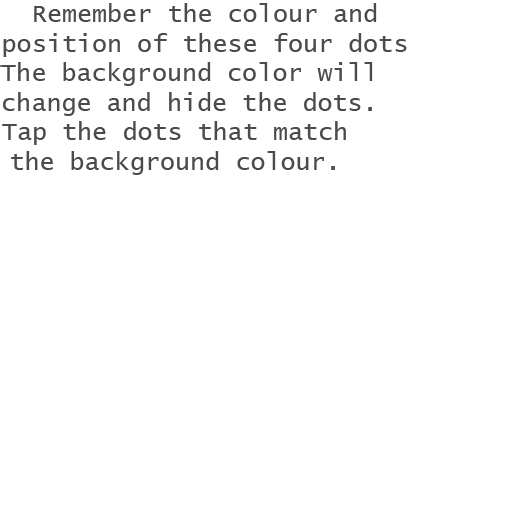 Remember the colour and
position of these four dots
The background color will
change and hide the dots.
Tap the dots that match
the background colour.